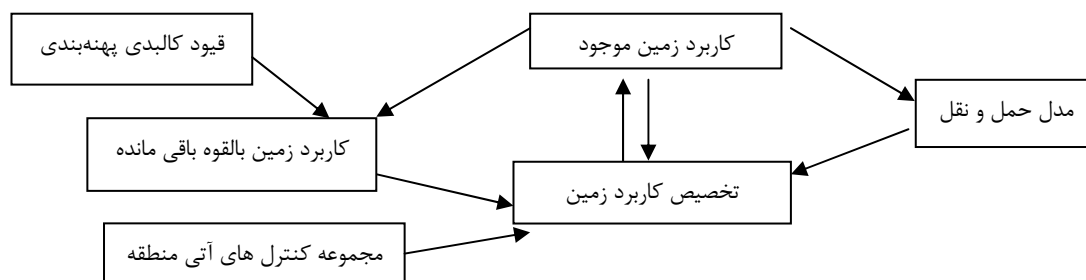 قیود کالبدی پهنه‌بندی
کاربرد زمین موجود
مدل حمل و نقل
کاربرد زمین بالقوه باقی مانده
تخصیص کاربرد زمین
مجموعه کنترل های آتی منطقه